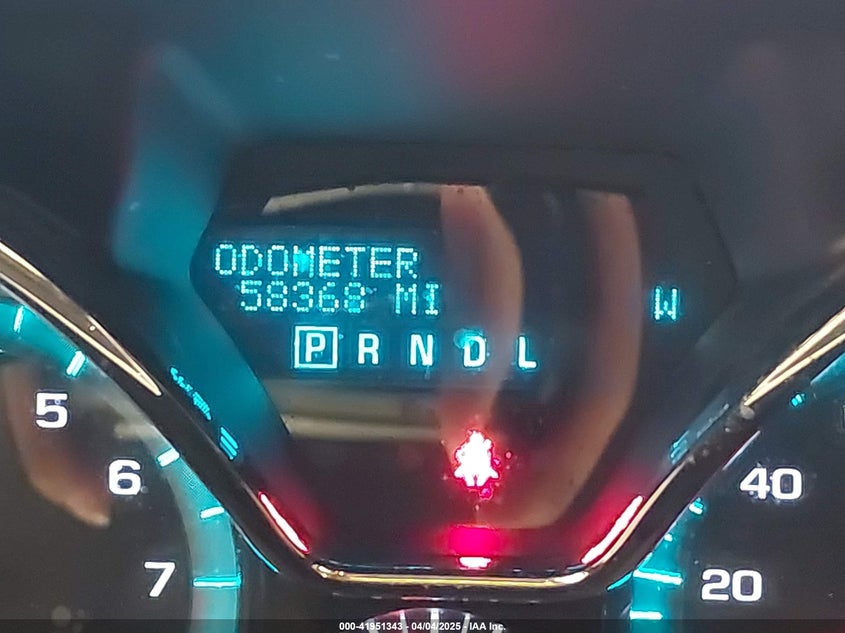 ODOMETER
58368 MI
W
P R N D L
5
6
7
40
20
000-41951343 - 04/04/2025 - IAA Inc.